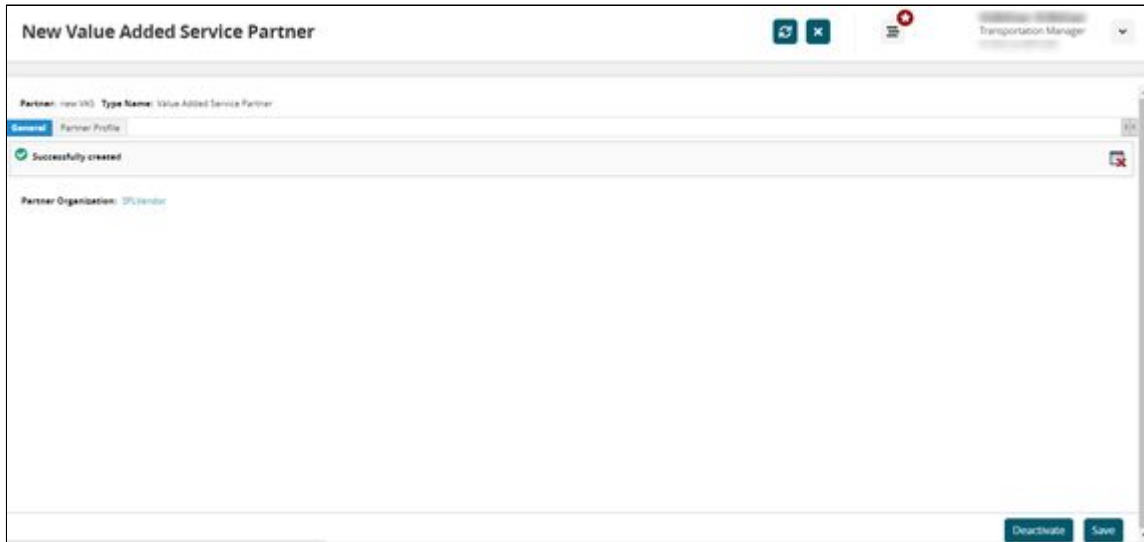 New Value Added Service Partner
Transportation Manager
Partner: new VAS Type Name: Value Added Service Partner
General Partner Profile
Successfully created
Partner Organization:
Deactivate Save